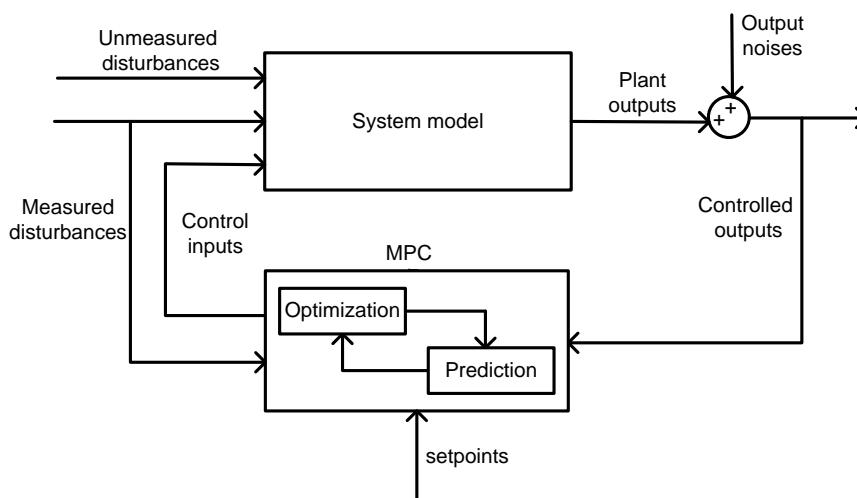 Unmeasured
disturbances
Output
noises
Plant
outputs
System model
+
+
Measured
disturbances
Control
inputs
Controlled
outputs
MPC
Optimization
Prediction
setpoints